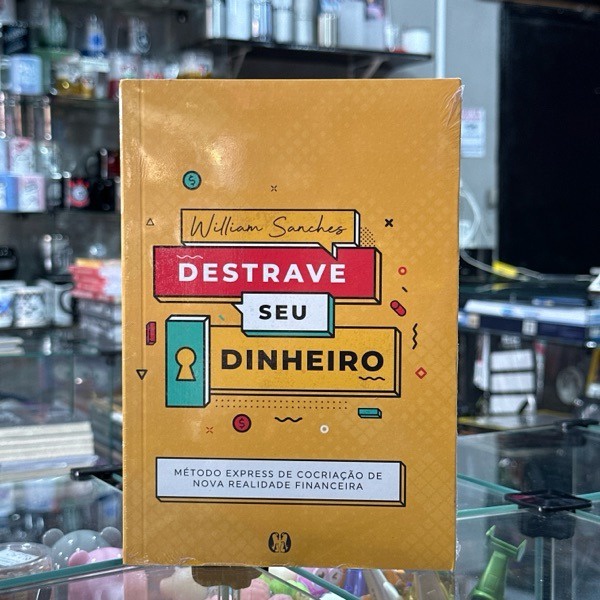 William Sanches
DESTRAVE
SEU
DINHEIRO
MÉTODO EXPRESS DE COCRIAÇÃO DE
NOVA REALIDADE FINANCEIRA